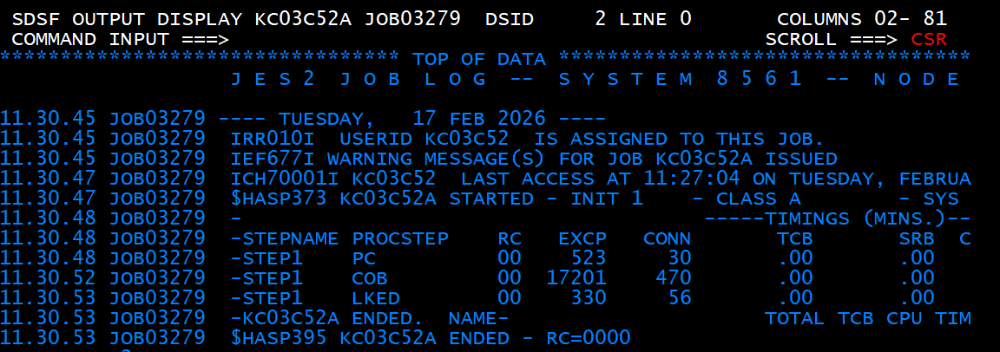 SDSF OUTPUT DISPLAY KC03C52A JOB03279  DSID     2 LINE 0       COLUMNS 02- 81
COMMAND INPUT ===>                                            SCROLL ===> CSR
********************************* TOP OF DATA **********************************
                   J E S 2  J O B  L O G  --  S Y S T E M  8 5 6 1  --  N O D E

11.30.45 JOB03279 ---- TUESDAY,   17 FEB 2026 ----
11.30.45 JOB03279  IRR010I  USERID KC03C52  IS ASSIGNED TO THIS JOB.
11.30.45 JOB03279  IEF677I WARNING MESSAGE(S) FOR JOB KC03C52A ISSUED
11.30.47 JOB03279  ICH70001I KC03C52  LAST ACCESS AT 11:27:04 ON TUESDAY, FEBRUA
11.30.47 JOB03279  $HASP373 KC03C52A STARTED - INIT 1    - CLASS A        - SYS
11.30.48 JOB03279  -                                       -----TIMINGS (MINS.)--
11.30.48 JOB03279  -STEPNAME PROCSTEP    RC   EXCP   CONN       TCB       SRB  C
11.30.48 JOB03279  -STEP1    PC          00    523     30       .00       .00
11.30.52 JOB03279  -STEP1    COB         00  17201    470       .00       .00
11.30.53 JOB03279  -STEP1    LKED        00    330     56       .00       .00
11.30.53 JOB03279  -KC03C52A ENDED.  NAME-                     TOTAL TCB CPU TIM
11.30.53 JOB03279  $HASP395 KC03C52A ENDED - RC=0000